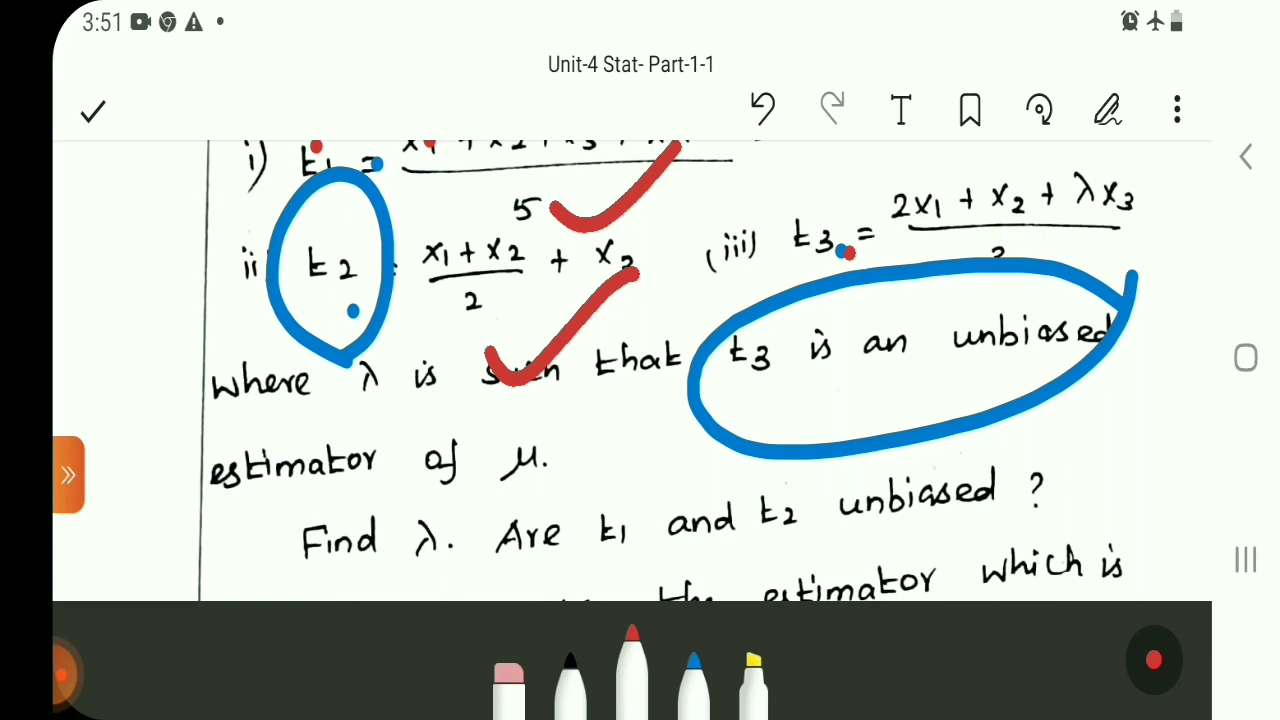 3:51
Unit-4 Stat- Part-1-1
i) t1 =
5
ii) t2 = x1 + x2 / 2 + x3 (iii) t3 = 2x1 + x2 + λx3 / 3
where λ is such that t3 is an unbiased
estimator of μ.
Find λ. Are t1 and t2 unbiased ?
the estimator which is